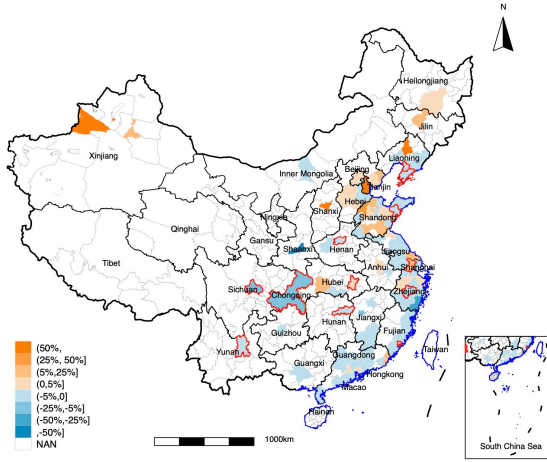 N
Heilongjiang
Jilin
Liaoning
Xinjiang
Inner Mongolia
Beijing
Tianjin
Hebei
Shanxi
Ningxia
Shandong
Qinghai
Gansu
Shaanxi
Henan
Jiangsu
Anhui
Shanghai
Tibet
Sichuan
Chongqing
Hubei
Zhejiang
Hunan
Jiangxi
Guizhou
Fujian
Yunan
Guangxi
Guangdong
Taiwan
Hongkong
Macao
Hainan
(50%,
(25%, 50%]
(5%,25%]
(0,5%]
(-5%,0]
(-25%,-5%]
(-50%,-25%]
,-50%]
NAN
1000km
South China Sea